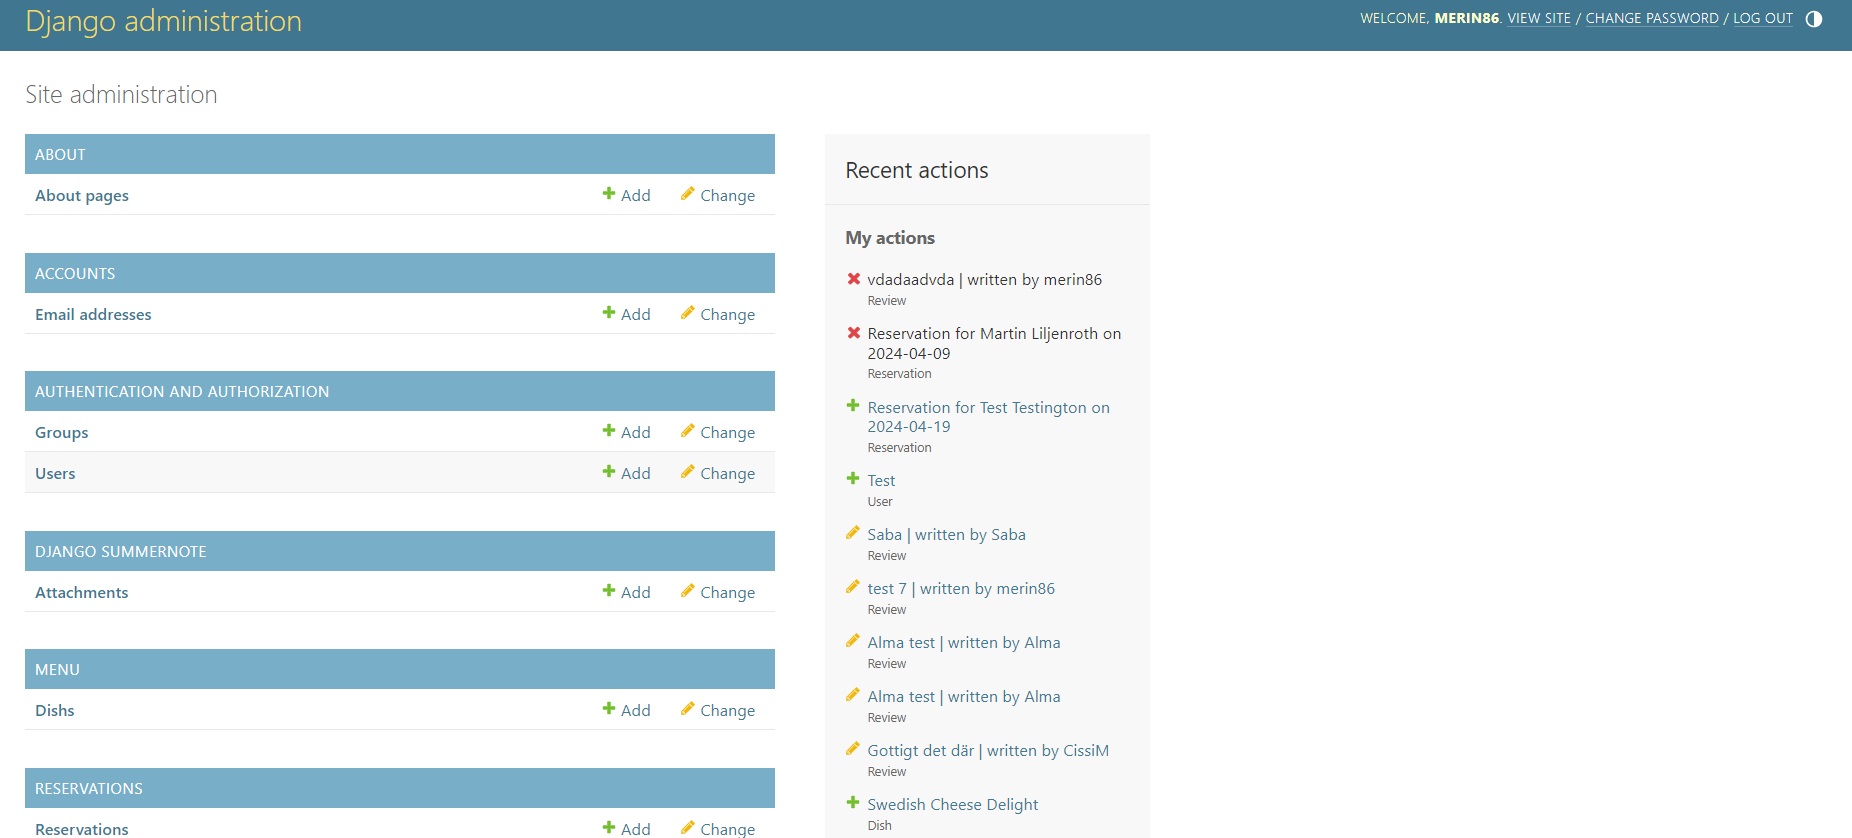 Django administration
WELCOME, MERIN86. VIEW SITE / CHANGE PASSWORD / LOG OUT
Site administration
ABOUT
About pages Add Change
ACCOUNTS
Email addresses Add Change
AUTHENTICATION AND AUTHORIZATION
Groups Add Change
Users Add Change
DJANGO SUMMERNOTE
Attachments Add Change
MENU
Dishs Add Change
RESERVATIONS
Reservations Add Change
Recent actions
My actions
vdadaadvda | written by merin86
Review
Reservation for Martin Liljenroth on
2024-04-09
Reservation
Reservation for Test Testington on
2024-04-19
Reservation
Test
User
Saba | written by Saba
Review
test 7 | written by merin86
Review
Alma test | written by Alma
Review
Alma test | written by Alma
Review
Gottigt det där | written by CissiM
Review
Swedish Cheese Delight
Dish